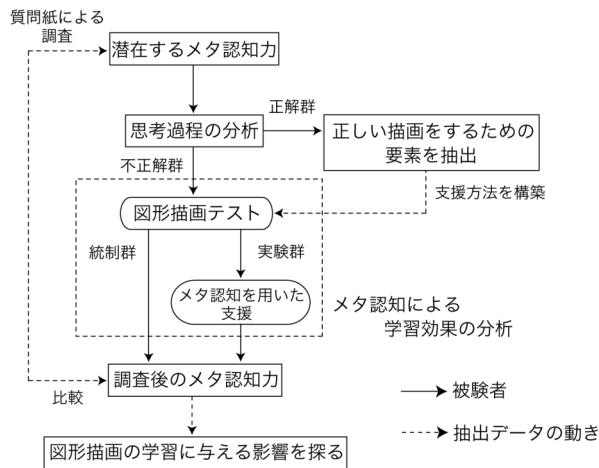 質問紙による
調査
潜在するメタ認知力
思考過程の分析
正解群
正しい描画をするための
要素を抽出
不正解群
支援方法を構築
図形描画テスト
統制群
実験群
メタ認知を用いた
支援
メタ認知による
学習効果の分析
調査後のメタ認知力
比較
被験者
抽出データの動き
図形描画の学習に与える影響を探る